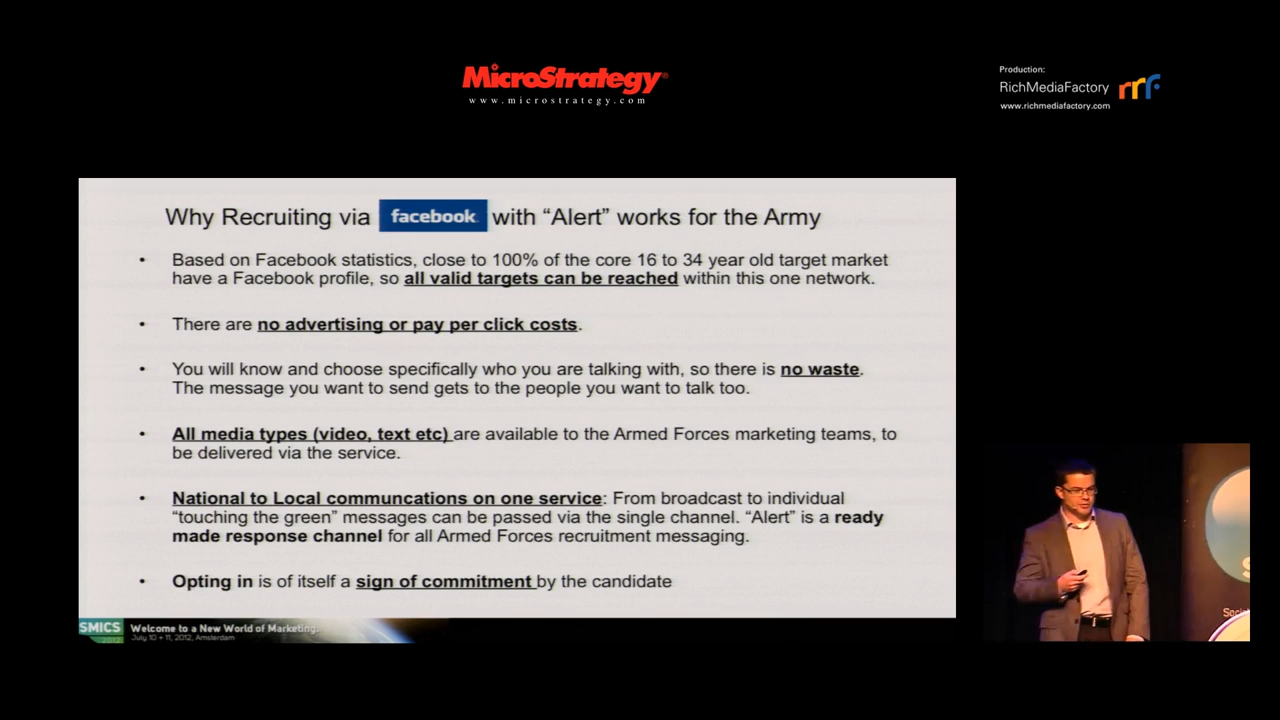 MicroStrategy®
www.microstrategy.com
Production:
RichMediaFactory rrf
www.richmediafactory.com
Why Recruiting via facebook with “Alert” works for the Army
• Based on Facebook statistics, close to 100% of the core 16 to 34 year old target market
have a Facebook profile, so all valid targets can be reached within this one network.
• There are no advertising or pay per click costs.
• You will know and choose specifically who you are talking with, so there is no waste.
The message you want to send gets to the people you want to talk too.
• All media types (video, text etc) are available to the Armed Forces marketing teams, to
be delivered via the service.
• National to Local communcations on one service: From broadcast to individual
“touching the green” messages can be passed via the single channel. “Alert” is a ready
made response channel for all Armed Forces recruitment messaging.
• Opting in is of itself a sign of commitment by the candidate
SMICS
2012
Welcome to a New World of Marketing.
July 10 + 11, 2012, Amsterdam